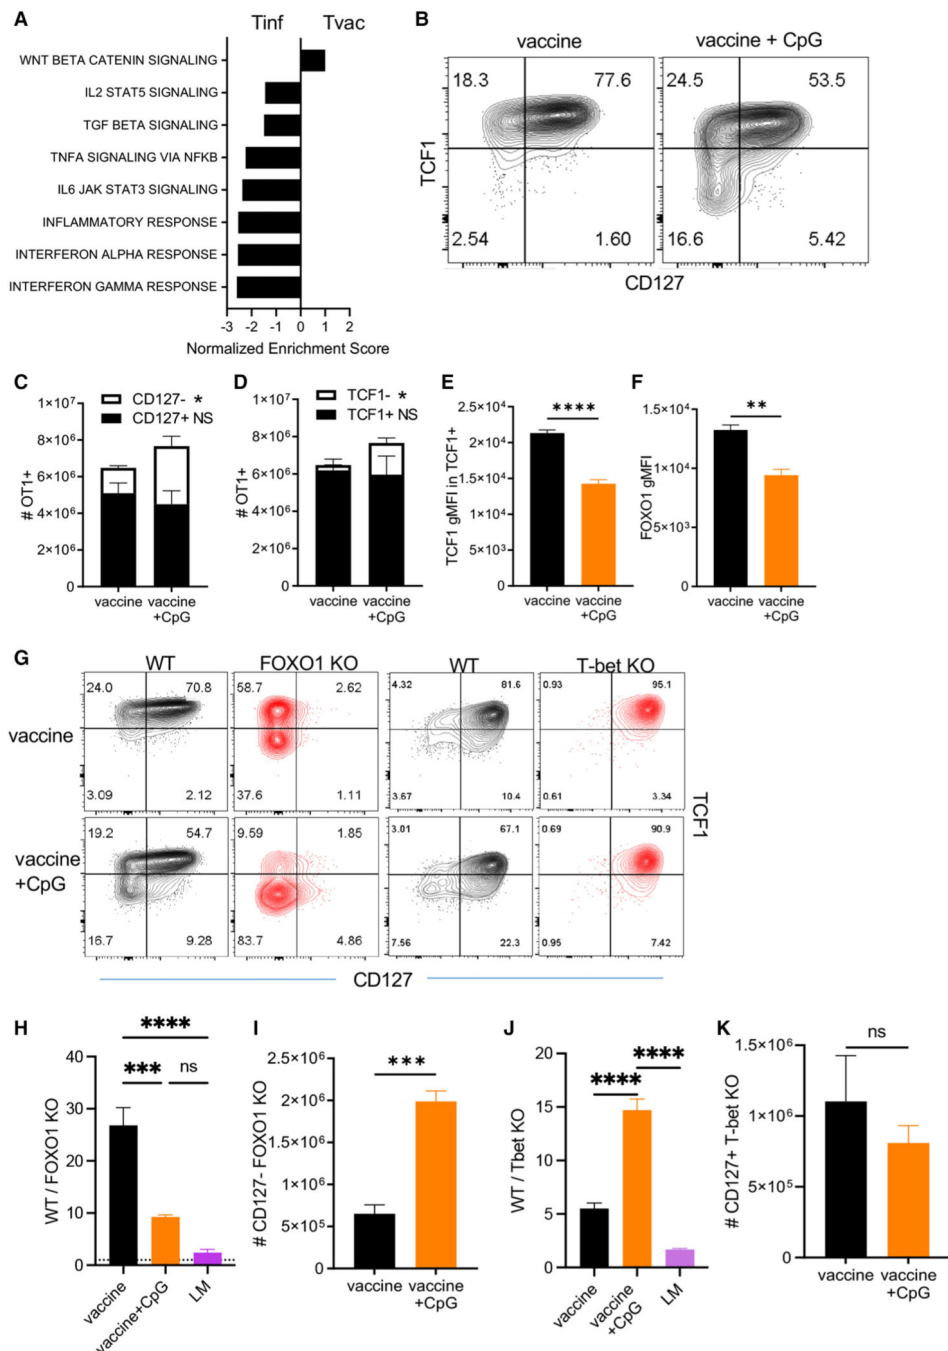 A
Tinf Tvac
WNT BETA CATENIN SIGNALING
IL2 STAT5 SIGNALING
TGF BETA SIGNALING
TNFA SIGNALING VIA NFKB
IL6 JAK STAT3 SIGNALING
INFLAMMATORY RESPONSE
INTERFERON ALPHA RESPONSE
INTERFERON GAMMA RESPONSE
-3 -2 -1 0 1 2
Normalized Enrichment Score
B
vaccine vaccine + CpG
18.3 77.6 24.5 53.5
TCF1
2.54 1.60 16.6 5.42
CD127
C
CD127- *
CD127+ NS
1×10⁷
8×10⁶
6×10⁶
4×10⁶
2×10⁶
0
# OT1+
vaccine vaccine
+CpG
D
TCF1- *
TCF1+ NS
1×10⁷
8×10⁶
6×10⁶
4×10⁶
2×10⁶
0
# OT1+
vaccine vaccine
+CpG
E
****
2.5×10⁴
2×10⁴
1.5×10⁴
1×10⁴
5×10³
0
TCF1 gMFI in TCF1+
vaccine vaccine
+CpG
F
**
1.5×10⁴
1×10⁴
5×10³
0
FOXO1 gMFI
vaccine vaccine
+CpG
G
WT FOXO1 KO WT T-bet KO
24.0 70.8 58.7 2.62 4.32 81.6 0.93 95.1
vaccine
3.09 2.12 37.6 1.11 3.67 10.4 0.61 3.34
TCF1
19.2 54.7 9.59 1.85 3.01 67.1 0.69 90.9
vaccine
+CpG
16.7 9.28 83.7 4.86 7.56 22.3 0.95 7.42
CD127
H
****
*** ns
40
30
20
10
0
WT / FOXO1 KO
vaccine vaccine+CpG LM
I
***
2.5×10⁶
2×10⁶
1.5×10⁶
1×10⁶
5×10⁵
0
# CD127- FOXO1 KO
vaccine vaccine
+CpG
J
****
****
20
15
10
5
0
WT / Tbet KO
vaccine vaccine
+CpG LM
K
ns
1.5×10⁶
1×10⁶
5×10⁵
0
# CD127+ T-bet KO
vaccine vaccine
+CpG